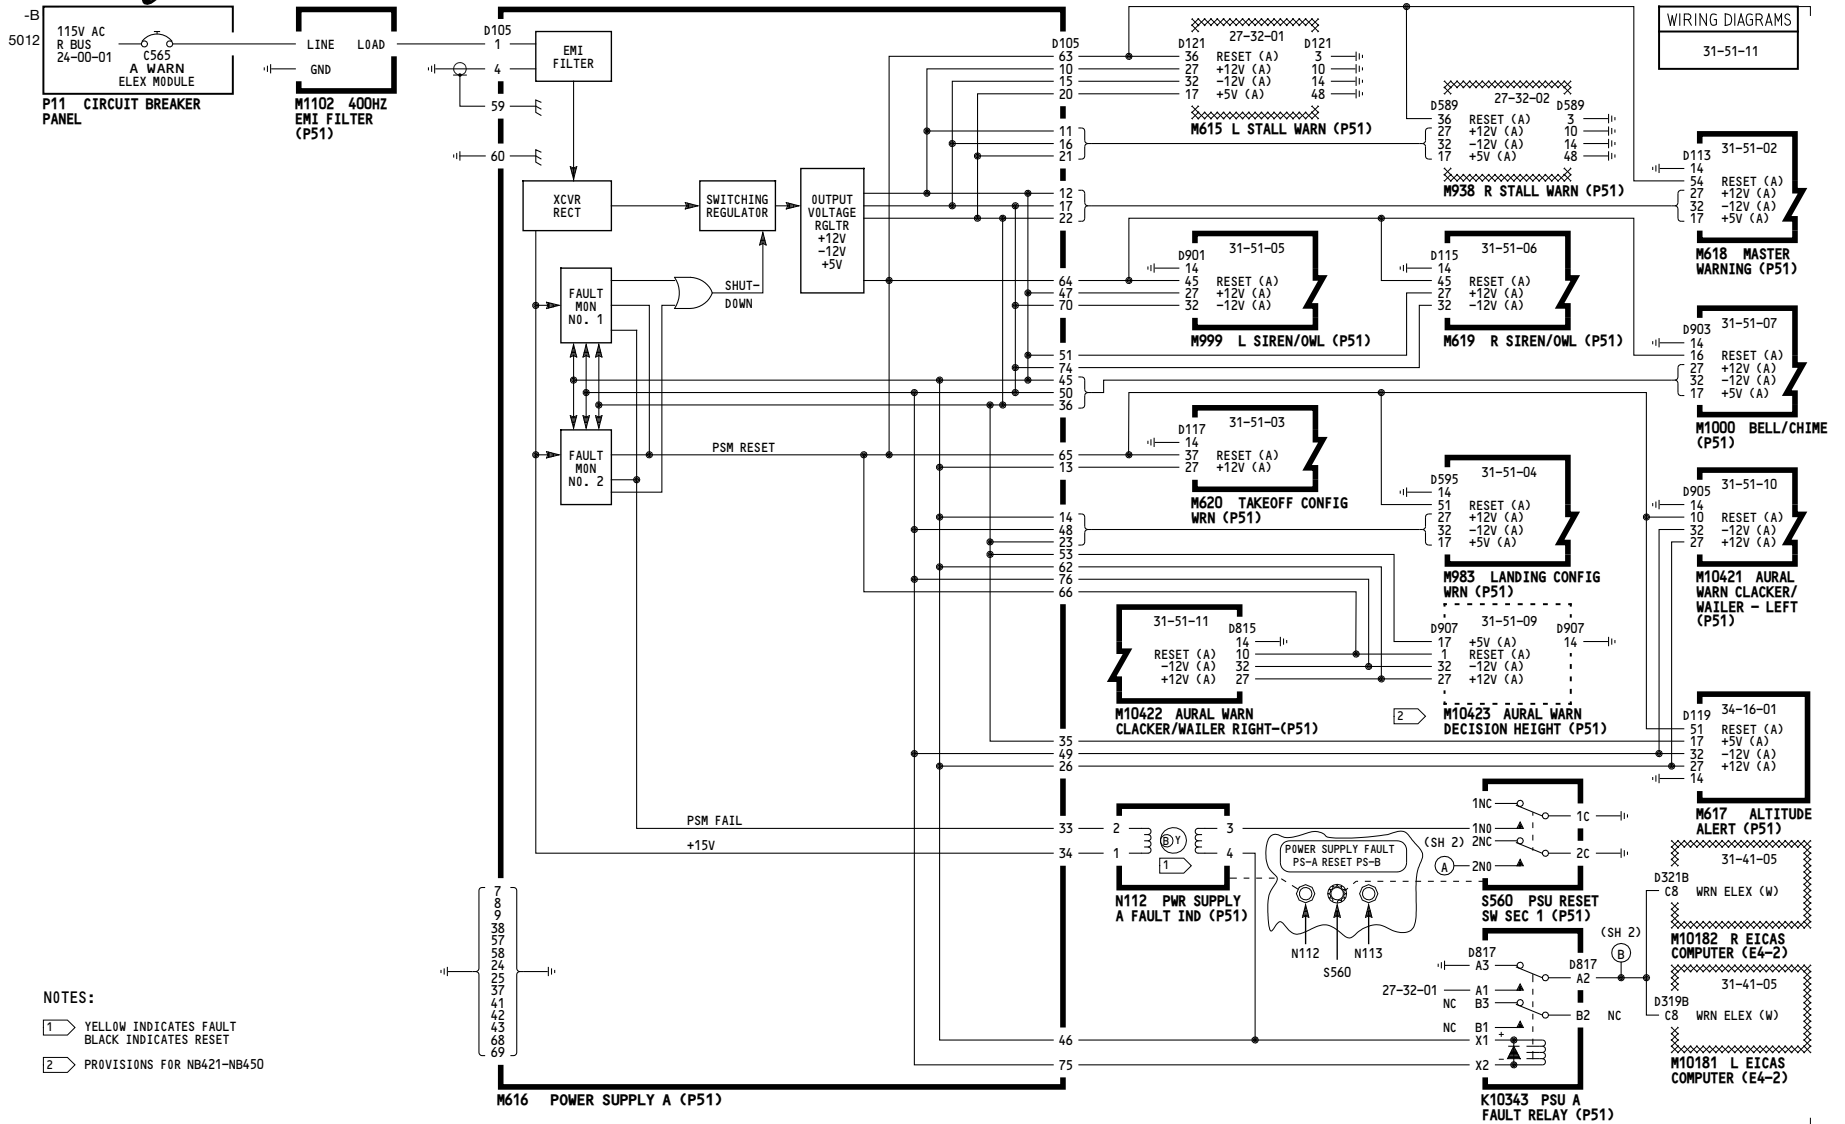 -B
5012
115V AC
R BUS
24-00-01
C565
A WARN
ELEX MODULE
P11 CIRCUIT BREAKER
PANEL
LINE LOAD
GND
M1102 400HZ
EMI FILTER
(P51)
D105
1
4
59
60
EMI
FILTER
XCVR
RECT
SWITCHING
REGULATOR
OUTPUT
VOLTAGE
RGLTR
+12V
-12V
+5V
FAULT
MON
NO. 1
SHUT-
DOWN
FAULT
MON
NO. 2
PSM RESET
PSM FAIL
+15V
7
8
9
38
57
58
24
25
37
41
42
43
68
69
M616 POWER SUPPLY A (P51)
D105
63
10
15
20
11
16
21
12
17
22
64
47
70
51
74
45
50
36
65
13
14
48
23
53
62
76
66
35
49
26
33
34
46
75
27-32-01
D121 D121
36 RESET (A) 3
27 +12V (A) 10
32 -12V (A) 14
17 +5V (A) 48
M615 L STALL WARN (P51)
27-32-02
D589 D589
36 RESET (A) 3
27 +12V (A) 10
32 -12V (A) 14
17 +5V (A) 48
M938 R STALL WARN (P51)
WIRING DIAGRAMS
31-51-11
31-51-02
D113
14
54 RESET (A)
27 +12V (A)
32 -12V (A)
17 +5V (A)
M618 MASTER
WARNING (P51)
31-51-05
D901
14
45 RESET (A)
27 +12V (A)
32 -12V (A)
M999 L SIREN/OWL (P51)
31-51-06
D115
14
45 RESET (A)
27 +12V (A)
32 -12V (A)
M619 R SIREN/OWL (P51)
31-51-07
D903
14
16 RESET (A)
27 +12V (A)
32 -12V (A)
17 +5V (A)
M1000 BELL/CHIME
(P51)
31-51-03
D117
14
37 RESET (A)
27 +12V (A)
M620 TAKEOFF CONFIG
WRN (P51)
31-51-04
D595
14
51 RESET (A)
27 +12V (A)
32 -12V (A)
17 +5V (A)
M983 LANDING CONFIG
WRN (P51)
31-51-10
D905
14
10 RESET (A)
32 -12V (A)
27 +12V (A)
M10421 AURAL
WARN CLACKER/
WAILER - LEFT
(P51)
31-51-11
D815
14
RESET (A) 10
-12V (A) 32
+12V (A) 27
M10422 AURAL WARN
CLACKER/WAILER RIGHT-(P51)
31-51-09
D907 D907
17 +5V (A) 14
1 RESET (A)
32 -12V (A)
27 +12V (A)
2 M10423 AURAL WARN
DECISION HEIGHT (P51)
34-16-01
D119
51 RESET (A)
17 +5V (A)
32 -12V (A)
27 +12V (A)
14
M617 ALTITUDE
ALERT (P51)
2 3
B Y
1 4
1
N112 PWR SUPPLY
A FAULT IND (P51)
POWER SUPPLY FAULT
PS-A RESET PS-B
N112 N113
S560
1NC
1C
1NO
(SH 2) 2NC
2C
A 2NO
S560 PSU RESET
SW SEC 1 (P51)
D817 D817
A3
A2
27-32-01 A1
NC B3
B2 NC
NC B1
+
X1
-
X2
K10343 PSU A
FAULT RELAY (P51)
(SH 2)
B
31-41-05
D321B
C8 WRN ELEX (W)
M10182 R EICAS
COMPUTER (E4-2)
31-41-05
D319B
C8 WRN ELEX (W)
M10181 L EICAS
COMPUTER (E4-2)
NOTES:
1 YELLOW INDICATES FAULT
BLACK INDICATES RESET
2 PROVISIONS FOR NB421-NB450